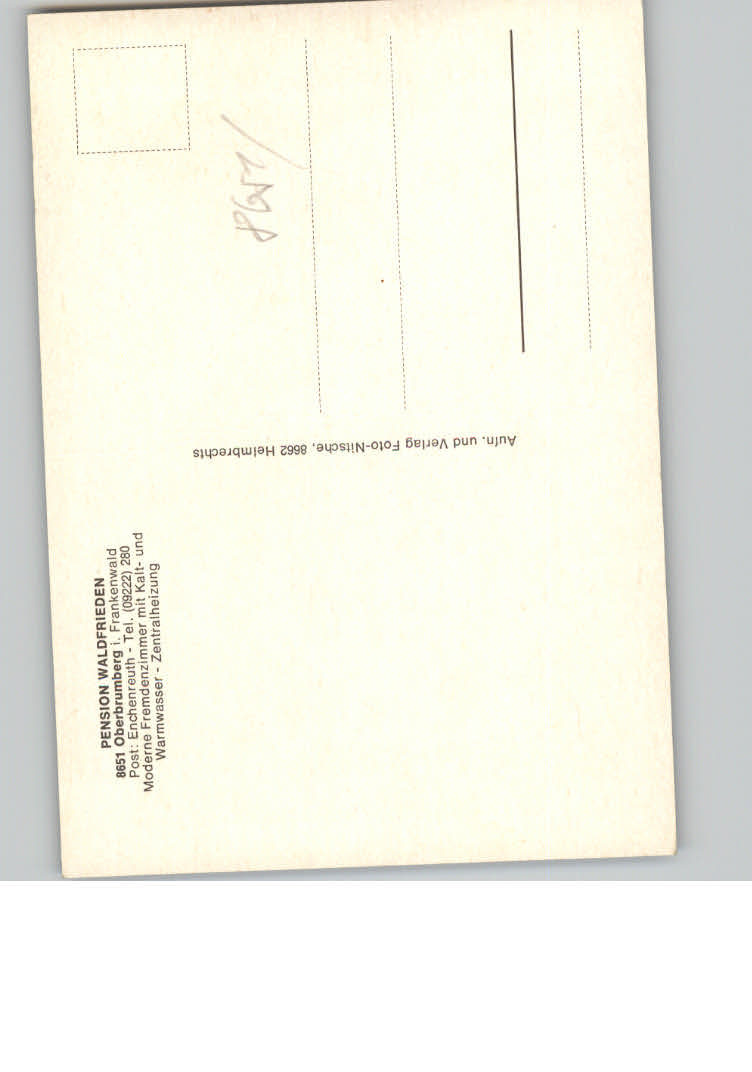 PENSION WALDFRIEDEN
8651 Oberbrumberg i. Frankenwald
Post: Enchenreuth - Tel. (09222) 280
Moderne Fremdenzimmer mit Kalt- und
Warmwasser - Zentralheizung
Aufn. und Verlag Foto-Nitsche, 8662 Helmbrechts
8651/